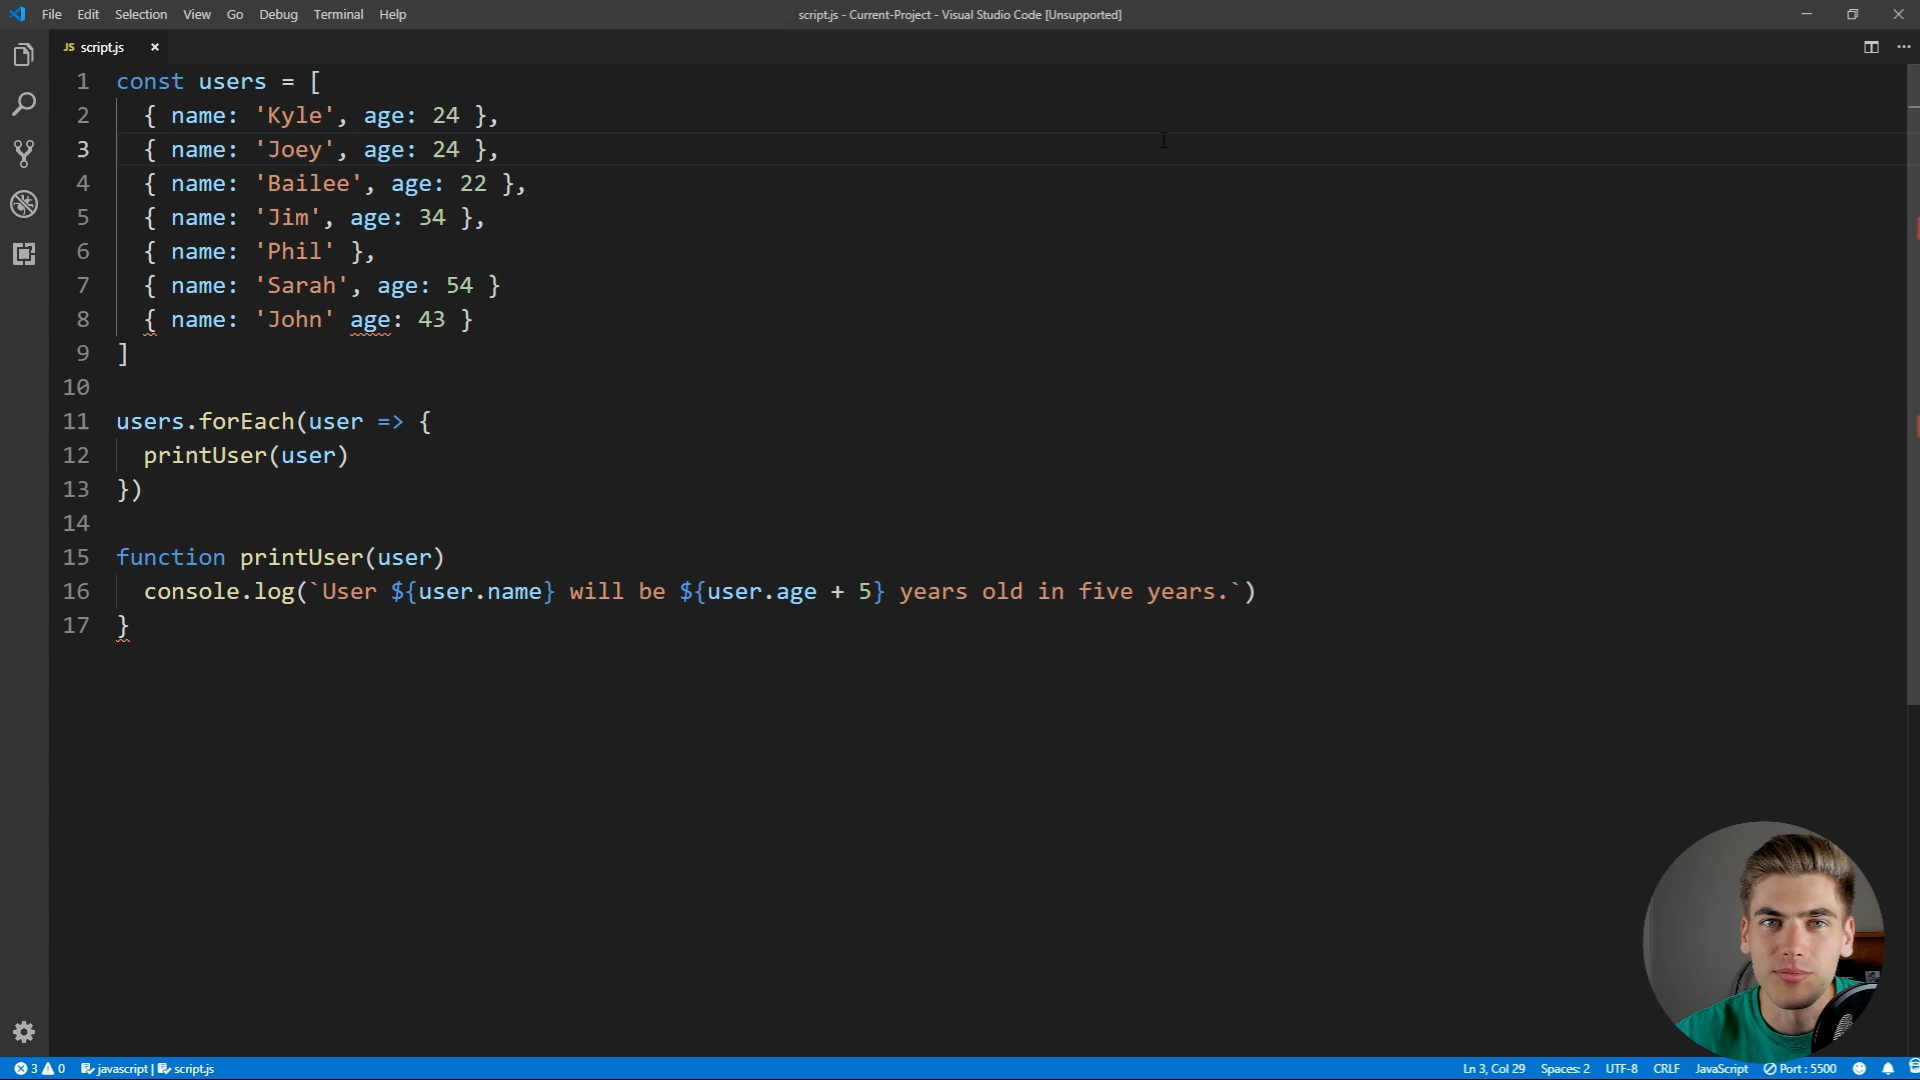 File Edit Selection View Go Debug Terminal Help script.js - Current-Project - Visual Studio Code [Unsupported]
JS script.js ×
1 const users = [
2   { name: 'Kyle', age: 24 },
3   { name: 'Joey', age: 24 },
4   { name: 'Bailee', age: 22 },
5   { name: 'Jim', age: 34 },
6   { name: 'Phil' },
7   { name: 'Sarah', age: 54 }
8   { name: 'John' age: 43 }
9 ]
10
11 users.forEach(user => {
12   printUser(user)
13 })
14
15 function printUser(user)
16   console.log(`User ${user.name} will be ${user.age + 5} years old in five years.`)
17 }
3 0 javascript | script.js Ln 3, Col 29 Spaces: 2 UTF-8 CRLF JavaScript Port : 5500